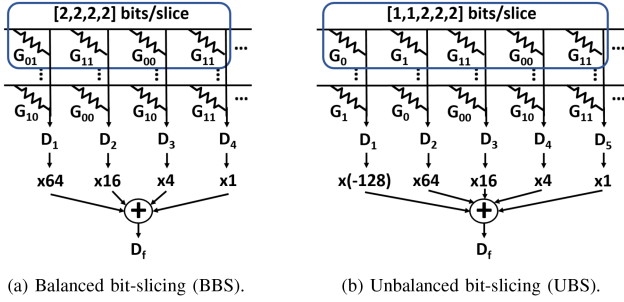 [2,2,2,2] bits/slice
G01 G11 G00 G11 ...
... ... ... ...
G10 G00 G10 G11 ...
D1 D2 D3 D4
x64 x16 x4 x1
+
Df
(a) Balanced bit-slicing (BBS).
[1,1,2,2,2] bits/slice
G0 G1 G11 G00 G11 ...
... ... ... ...
G1 G0 G00 G10 G11 ...
D1 D2 D3 D4 D5
x(-128) x64 x16 x4 x1
+
Df
(b) Unbalanced bit-slicing (UBS).